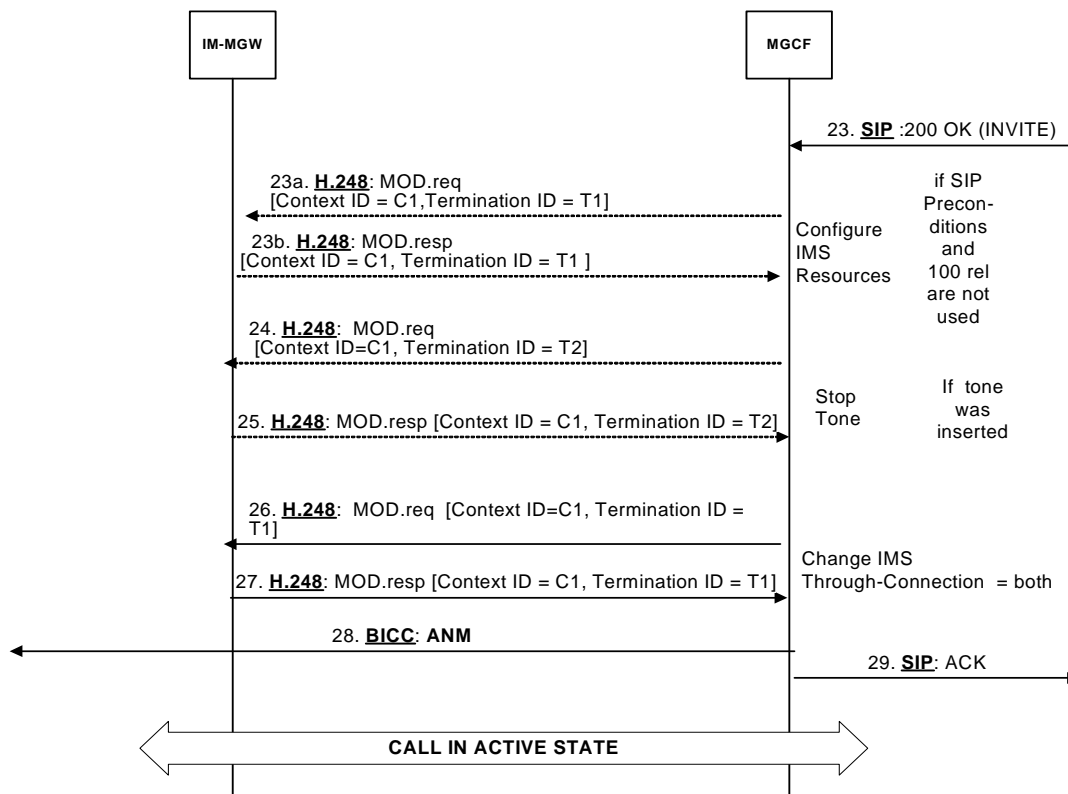 IM-MGW
MGCF
23. SIP :200 OK (INVITE)
23a. H.248: MOD.req
[Context ID = C1,Termination ID = T1]
23b. H.248: MOD.resp
[Context ID = C1, Termination ID = T1 ]
Configure
IMS
Resources
if SIP
Precon-
ditions
and
100 rel
are not
used
24. H.248: MOD.req
[Context ID=C1, Termination ID = T2]
25. H.248: MOD.resp [Context ID = C1, Termination ID = T2]
Stop
Tone
If tone
was
inserted
26. H.248: MOD.req [Context ID=C1, Termination ID =
T1]
27. H.248: MOD.resp [Context ID = C1, Termination ID = T1]
Change IMS
Through-Connection = both
28. BICC: ANM
29. SIP: ACK
CALL IN ACTIVE STATE